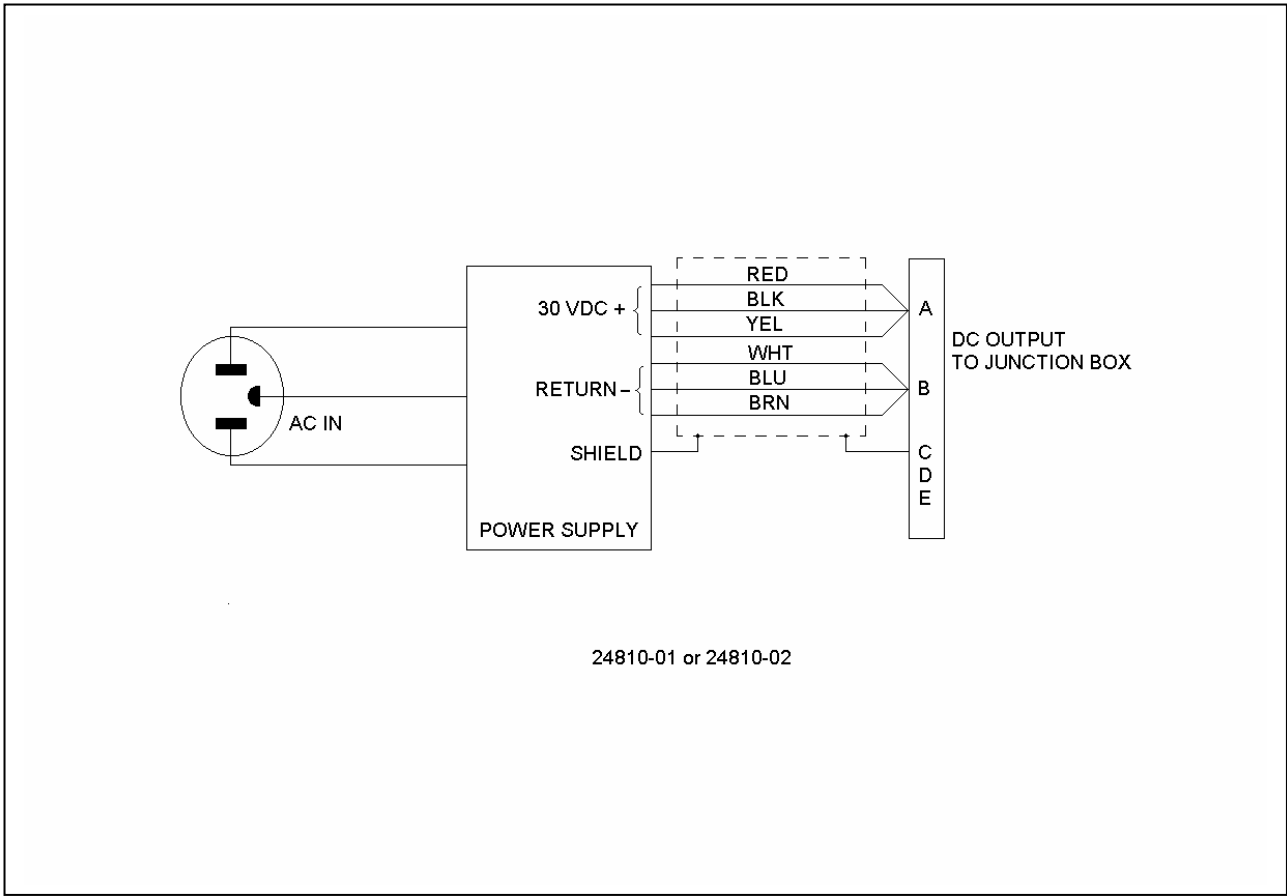 RED
30 VDC +
BLK
A
YEL
DC OUTPUT
TO JUNCTION BOX
WHT
RETURN –
BLU
B
BRN
AC IN
SHIELD
C
D
E
POWER SUPPLY
24810-01 or 24810-02